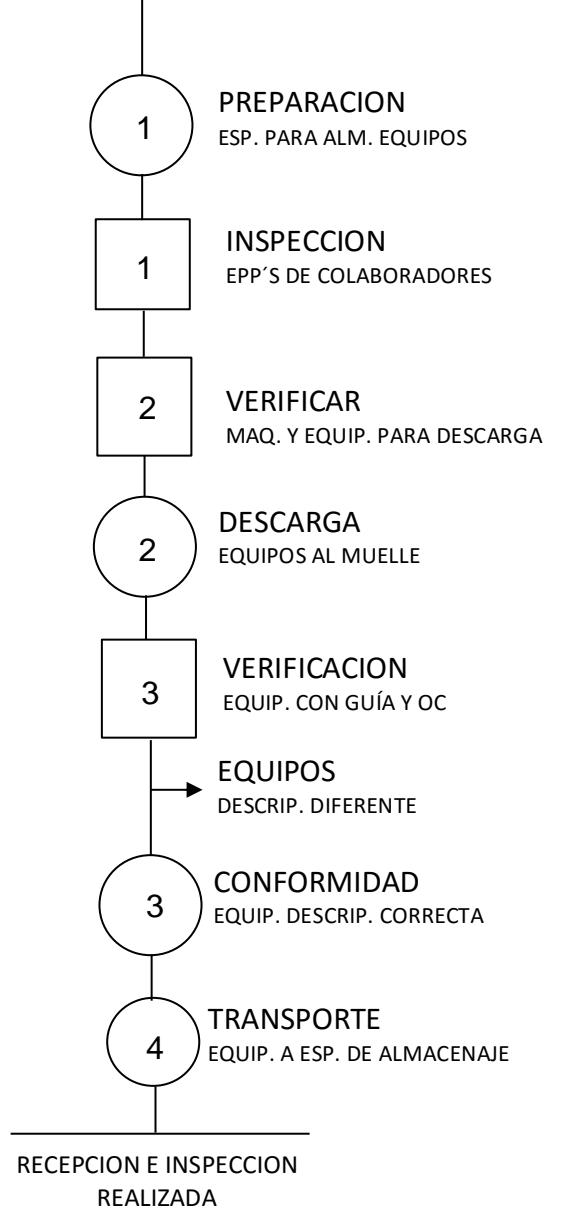 1
PREPARACION
ESP. PARA ALM. EQUIPOS
1
INSPECCION
EPP´S DE COLABORADORES
2
VERIFICAR
MAQ. Y EQUIP. PARA DESCARGA
2
DESCARGA
EQUIPOS AL MUELLE
3
VERIFICACION
EQUIP. CON GUÍA Y OC
EQUIPOS
DESCRIP. DIFERENTE
3
CONFORMIDAD
EQUIP. DESCRIP. CORRECTA
4
TRANSPORTE
EQUIP. A ESP. DE ALMACENAJE
RECEPCION E INSPECCION
REALIZADA